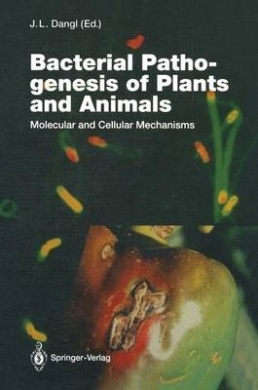 J. L. Dangl (Ed.)
Bacterial Patho-
genesis of Plants
and Animals
Molecular and Cellular Mechanisms
Springer-Verlag